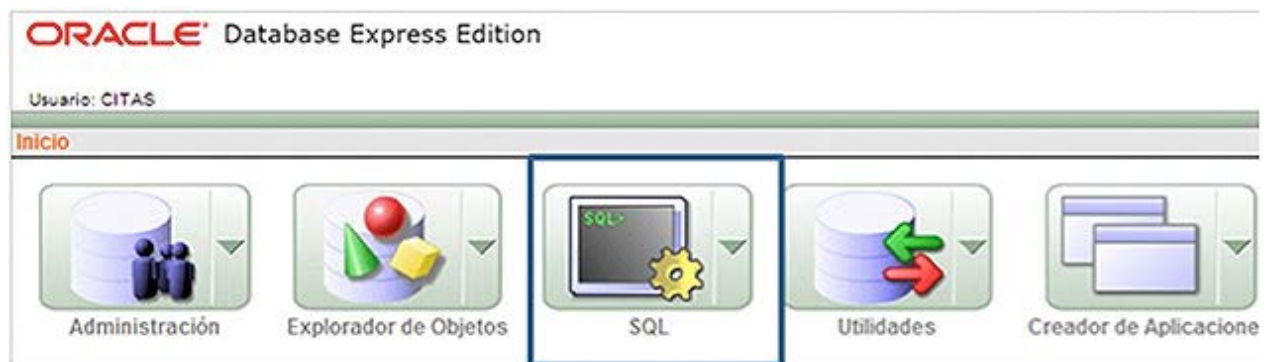 ORACLE® Database Express Edition
Usuario: CITAS
Inicio
SQL>
Administración
Explorador de Objetos
SQL
Utilidades
Creador de Aplicacione